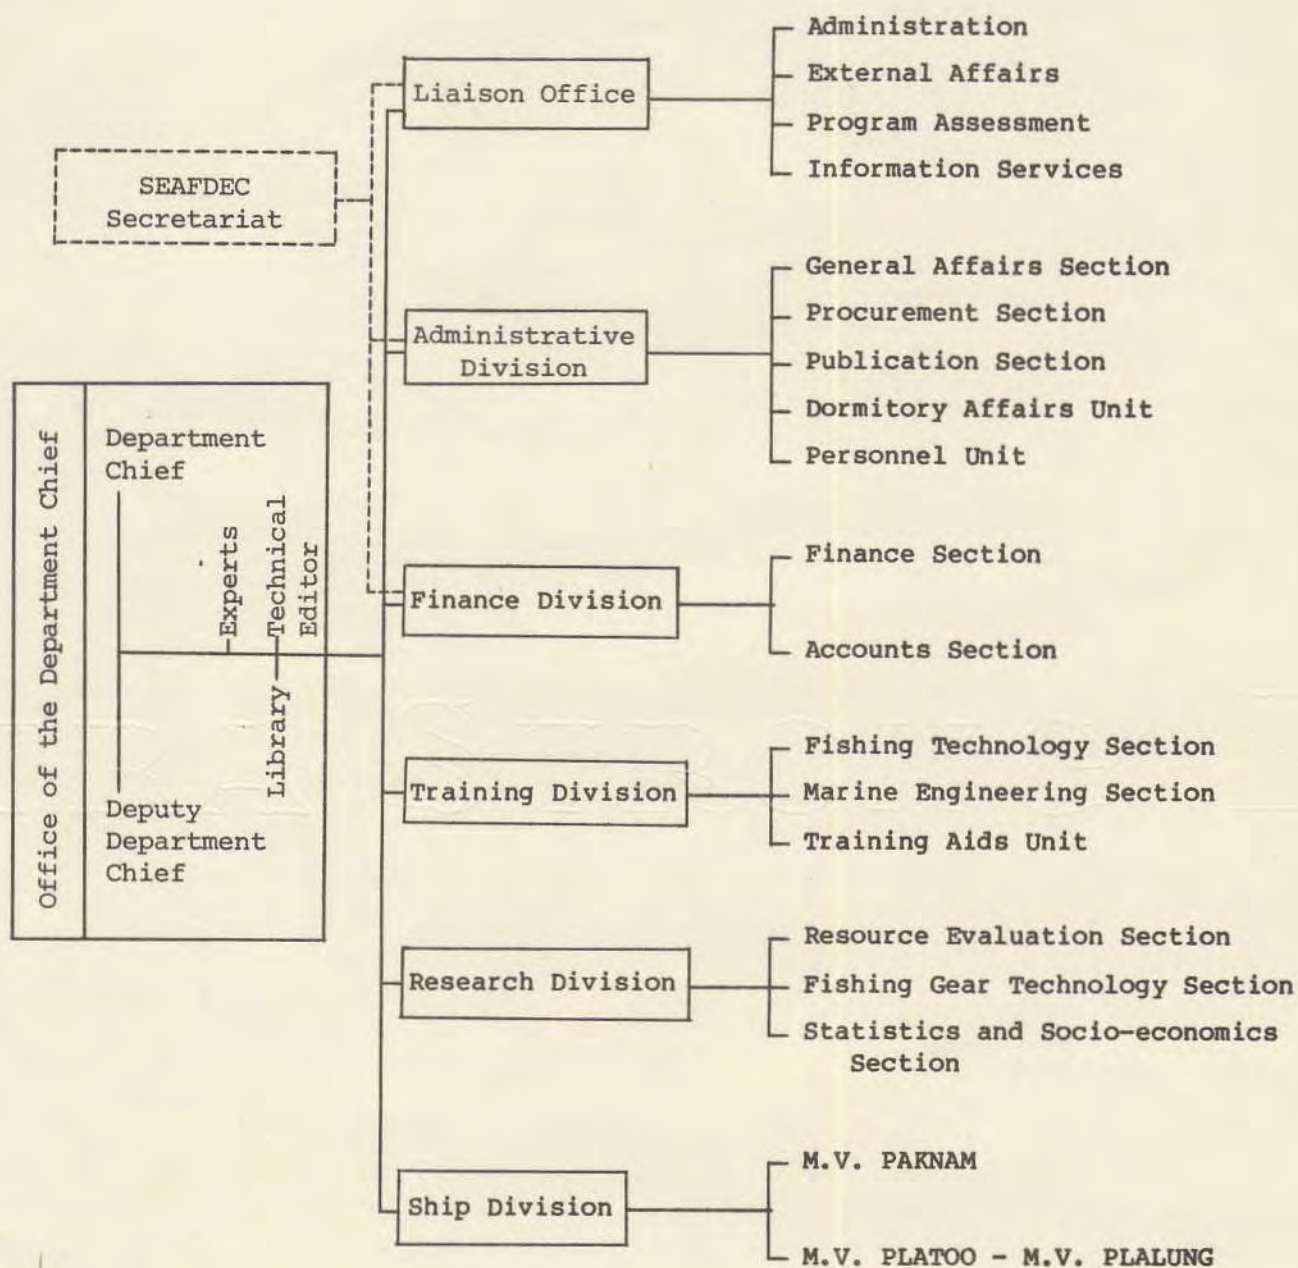 SEAFDEC
Secretariat
Office of the Department Chief
Department
Chief
Experts
Technical
Editor
Library
Deputy
Department
Chief
Liaison Office
Administration
External Affairs
Program Assessment
Information Services
Administrative
Division
General Affairs Section
Procurement Section
Publication Section
Dormitory Affairs Unit
Personnel Unit
Finance Division
Finance Section
Accounts Section
Training Division
Fishing Technology Section
Marine Engineering Section
Training Aids Unit
Research Division
Resource Evaluation Section
Fishing Gear Technology Section
Statistics and Socio-economics
Section
Ship Division
M.V. PAKNAM
M.V. PLATOO - M.V. PLALUNG